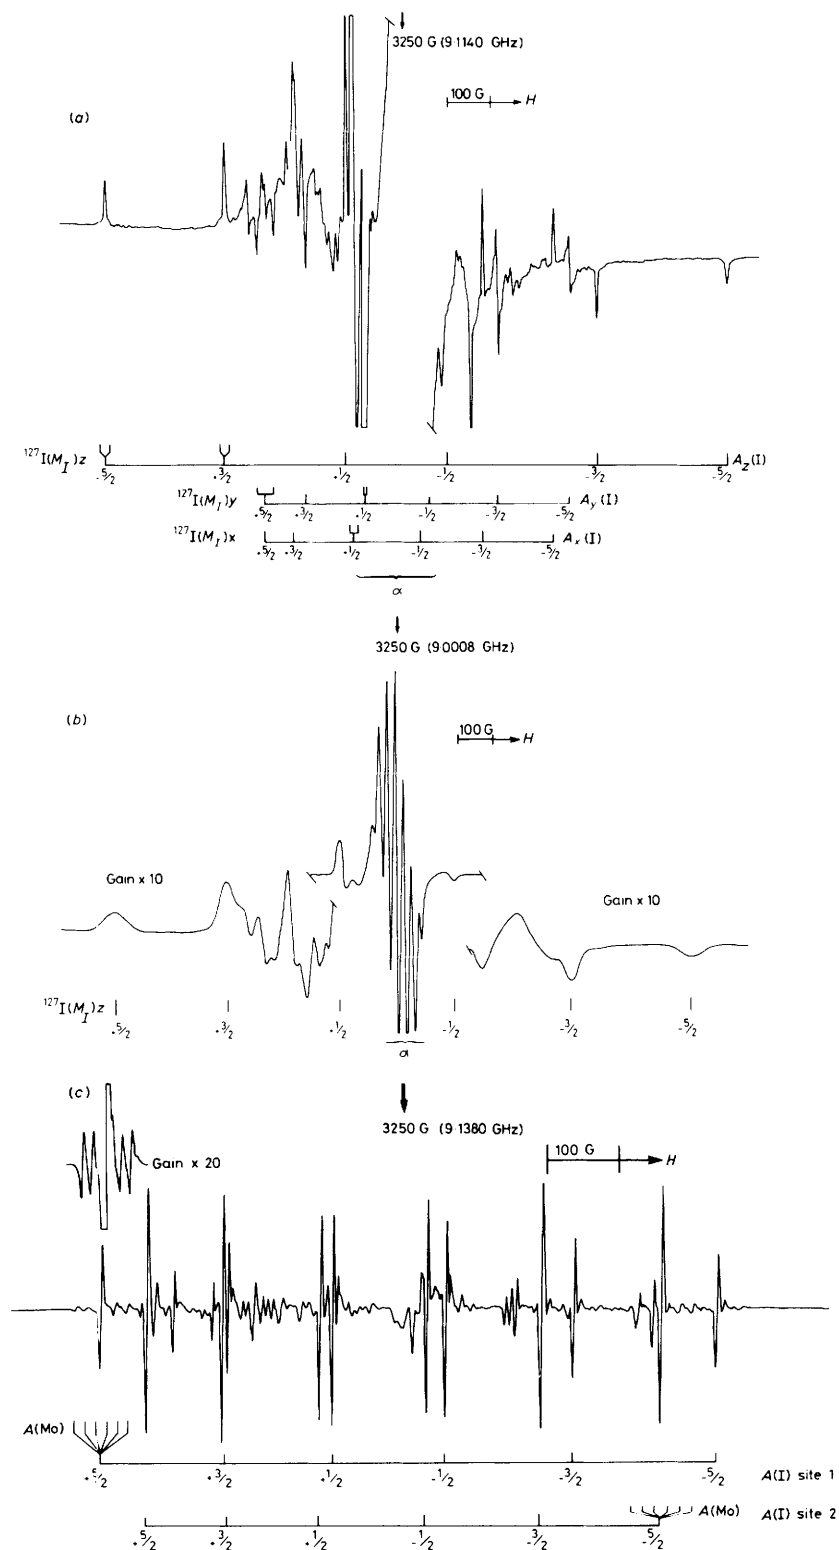 3250 G (9·1140 GHz)
100 G
H
(a)
127I(MI)z
+5/2
+3/2
+1/2
-1/2
-3/2
-5/2
Az(I)
127I(MI)y
+5/2
+3/2
+1/2
-1/2
-3/2
-5/2
Ay(I)
127I(MI)x
+5/2
+3/2
+1/2
-1/2
-3/2
-5/2
Ax(I)
α
3250 G (9·0008 GHz)
(b)
100 G
H
Gain x 10
Gain x 10
127I(MI)z
+5/2
+3/2
+1/2
-1/2
-3/2
-5/2
α
(c)
3250 G (9·1380 GHz)
Gain x 20
100 G
H
A(Mo)
+5/2
+3/2
+1/2
-1/2
-3/2
-5/2
A(I) site 1
A(Mo)
A(I) site 2
+5/2
+3/2
+1/2
-1/2
-3/2
-5/2